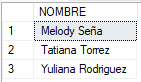 NOMBRE
1 Melody Seña
2 Tatiana Torrez
3 Yuliana Rodriguez